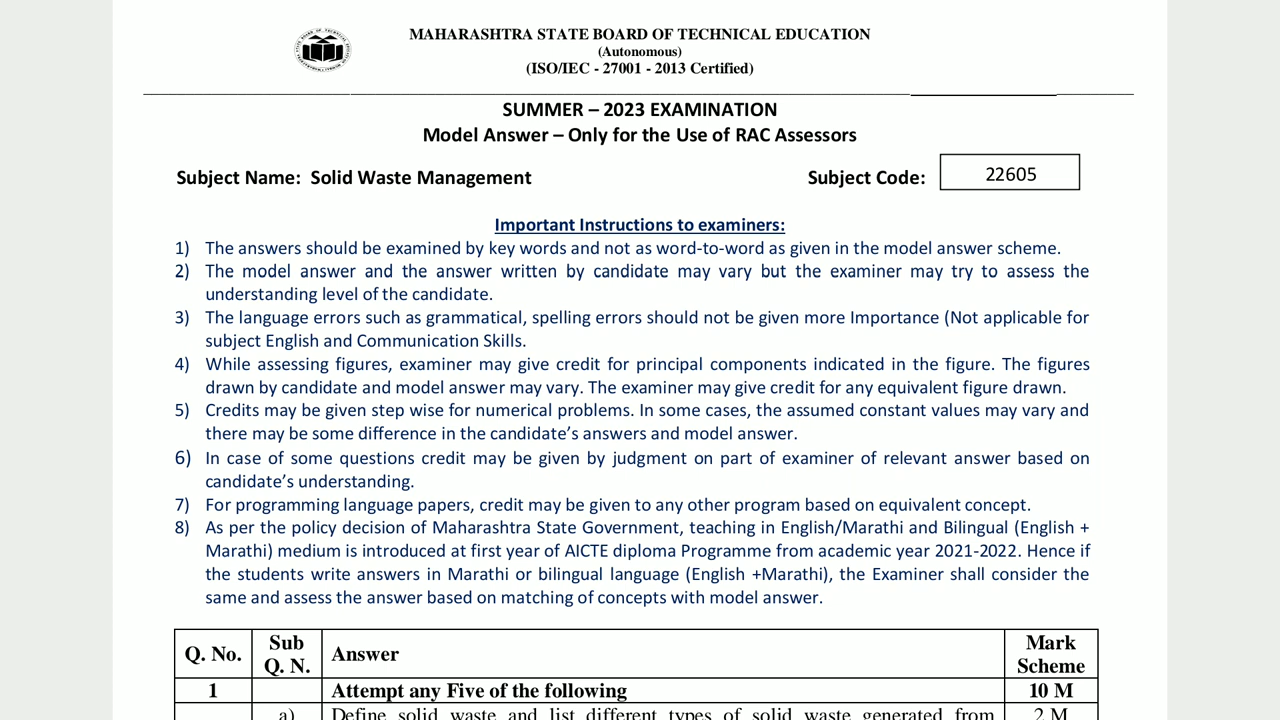 MAHARASHTRA STATE BOARD OF TECHNICAL EDUCATION
(Autonomous)
(ISO/IEC - 27001 - 2013 Certified)
SUMMER – 2023 EXAMINATION
Model Answer – Only for the Use of RAC Assessors
Subject Name: Solid Waste Management Subject Code: 22605
Important Instructions to examiners:
1) The answers should be examined by key words and not as word-to-word as given in the model answer scheme.
2) The model answer and the answer written by candidate may vary but the examiner may try to assess the
understanding level of the candidate.
3) The language errors such as grammatical, spelling errors should not be given more Importance (Not applicable for
subject English and Communication Skills.
4) While assessing figures, examiner may give credit for principal components indicated in the figure. The figures
drawn by candidate and model answer may vary. The examiner may give credit for any equivalent figure drawn.
5) Credits may be given step wise for numerical problems. In some cases, the assumed constant values may vary and
there may be some difference in the candidate’s answers and model answer.
6) In case of some questions credit may be given by judgment on part of examiner of relevant answer based on
candidate’s understanding.
7) For programming language papers, credit may be given to any other program based on equivalent concept.
8) As per the policy decision of Maharashtra State Government, teaching in English/Marathi and Bilingual (English +
Marathi) medium is introduced at first year of AICTE diploma Programme from academic year 2021-2022. Hence if
the students write answers in Marathi or bilingual language (English +Marathi), the Examiner shall consider the
same and assess the answer based on matching of concepts with model answer.
Q. No. Sub Q. N. Answer Mark Scheme
1 Attempt any Five of the following 10 M
a) Define solid waste and list different types of solid waste generated from 2 M